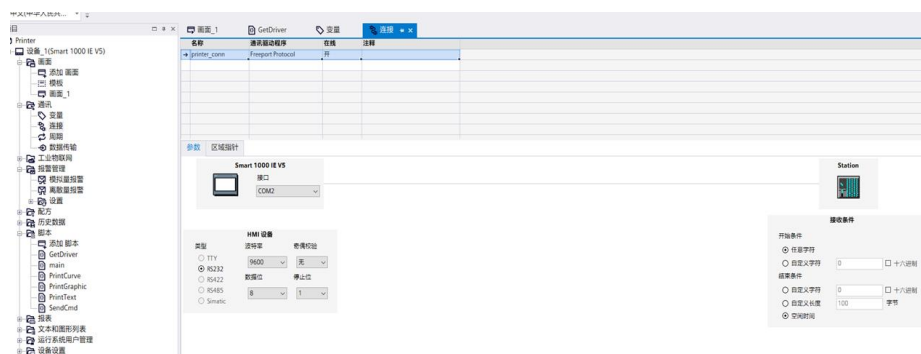 中文(中华人民共...
Printer
设备_1(Smart 1000 IE V5)
画面
添加 画面
模板
画面_1
通讯
变量
连接
周期
数据传输
工业物联网
报警管理
模拟量报警
离散量报警
设置
配方
历史数据
脚本
添加 脚本
GetDriver
main
PrintCurve
PrintGraphic
PrintText
SendCmd
报表
文本和图形列表
运行系统用户管理
设备设置
画面_1 GetDriver 变量 连接
名称 通讯驱动程序 在线 注释
printer_conn Freeport Protocol 开
参数 区域指针
Smart 1000 IE V5
接口
COM2
Station
HMI 设备
类型 波特率 奇偶校验
TTY
RS232 9600 无
RS422 数据位 停止位
RS485 8 1
Simatic
接收条件
开始条件
任意字符
自定义字符 0 十六进制
结束条件
自定义字符 0 十六进制
自定义长度 100 字节
空闲时间